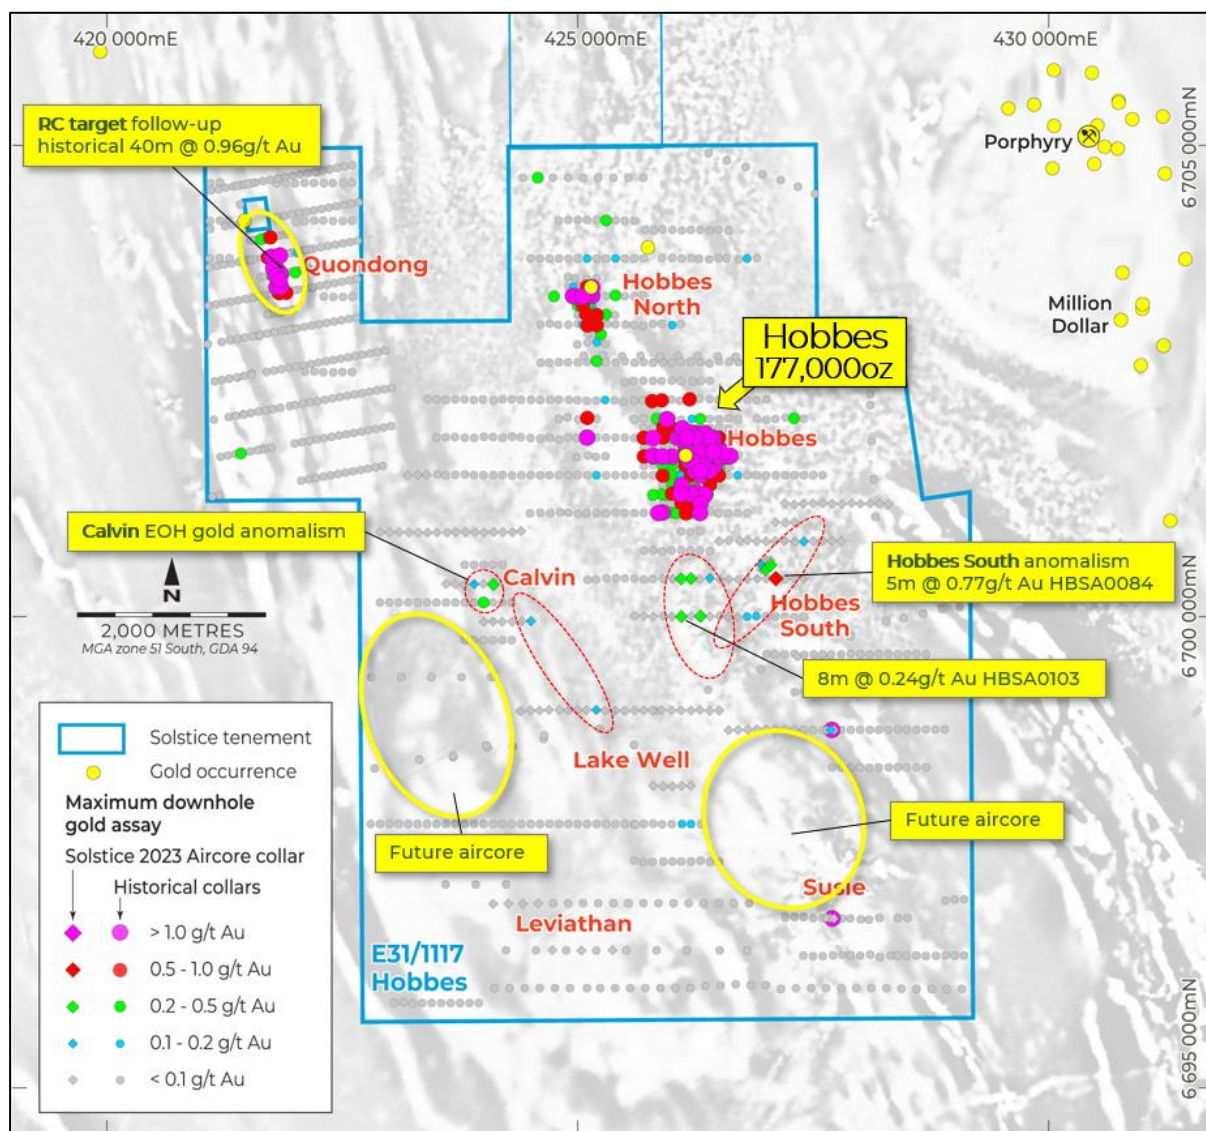 420 000mE
425 000mE
430 000mE
RC target follow-up
historical 40m @ 0.96g/t Au
Porphyry
6 705 000mN
Quondong
Hobbes
North
Million
Dollar
Hobbes
177,000oz
Hobbes
Calvin EOH gold anomalism
Calvin
Hobbes South anomalism
5m @ 0.77g/t Au HBSA0084
N
2,000 METRES
MGA zone 51 South, GDA 94
Hobbes
South
6 700 000mN
8m @ 0.24g/t Au HBSA0103
Solstice tenement
Gold occurrence
Maximum downhole
gold assay
Solstice 2023 Aircore collar
Historical collars
> 1.0 g/t Au
0.5 - 1.0 g/t Au
0.2 - 0.5 g/t Au
0.1 - 0.2 g/t Au
< 0.1 g/t Au
Lake Well
Future aircore
Future aircore
Susie
Leviathan
E31/1117
Hobbes
6 695 000mN